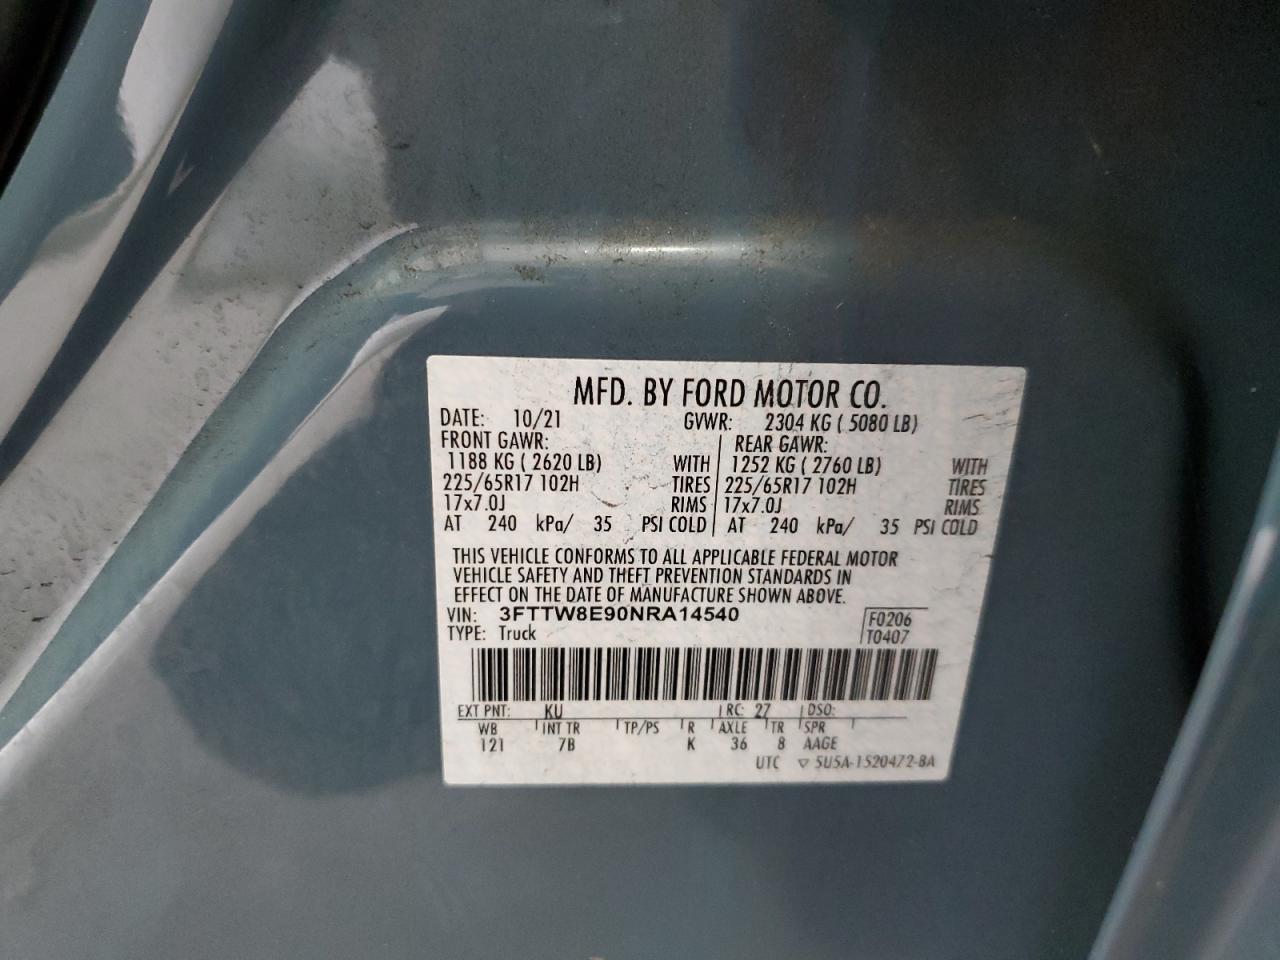 MFD. BY FORD MOTOR CO.
DATE: 10/21 GVWR: 2304 KG ( 5080 LB)
FRONT GAWR: REAR GAWR:
1188 KG ( 2620 LB) WITH 1252 KG ( 2760 LB) WITH
225/65R17 102H TIRES 225/65R17 102H TIRES
17x7.0J RIMS 17x7.0J RIMS
AT 240 kPa/ 35 PSI COLD AT 240 kPa/ 35 PSI COLD
THIS VEHICLE CONFORMS TO ALL APPLICABLE FEDERAL MOTOR
VEHICLE SAFETY AND THEFT PREVENTION STANDARDS IN
EFFECT ON THE DATE OF MANUFACTURE SHOWN ABOVE.
VIN: 3FTTW8E90NRA14540 F0206
TYPE: Truck T0407
EXT PNT: KU RC: 27 DSO:
WB INT TR TP/PS R AXLE TR SPR
121 7B K 36 8 AAGE
UTC ▽ 5U5A-1520472-BA